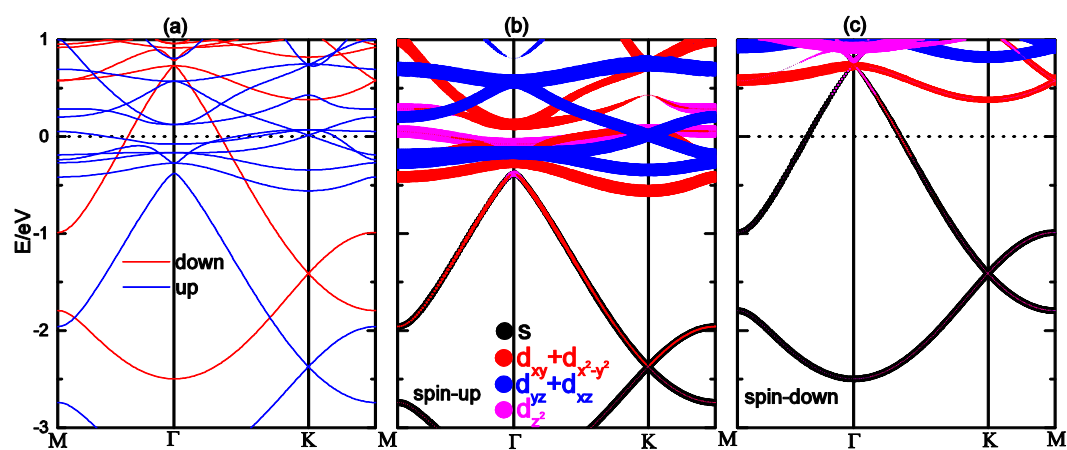 (a) (b) (c)
1
0
-1
-2
-3
E/eV
down
up
s
dxy+dx²-y²
dyz+dxz
dz²
spin-up
spin-down
M Γ K M Γ K M Γ K M